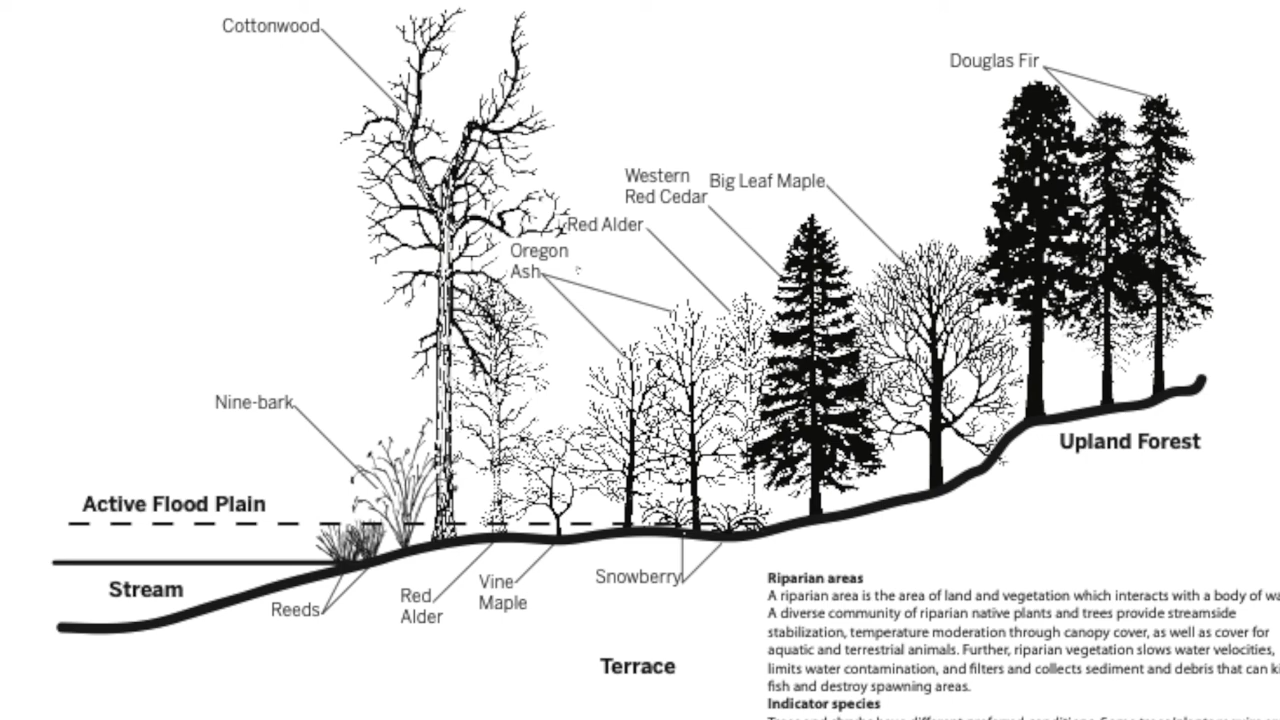 Cottonwood
Douglas Fir
Western
Red Cedar
Big Leaf Maple
Red Alder
Oregon
Ash
Nine-bark
Upland Forest
Active Flood Plain
Stream
Reeds
Red
Alder
Vine
Maple
Snowberry
Terrace
Riparian areas
A riparian area is the area of land and vegetation which interacts with a body of
A diverse community of riparian native plants and trees provide streamside
stabilization, temperature moderation through canopy cover, as well as cover for
aquatic and terrestrial animals. Further, riparian vegetation slows water velocities,
limits water contamination, and filters and collects sediment and debris that can
fish and destroy spawning areas.
Indicator species